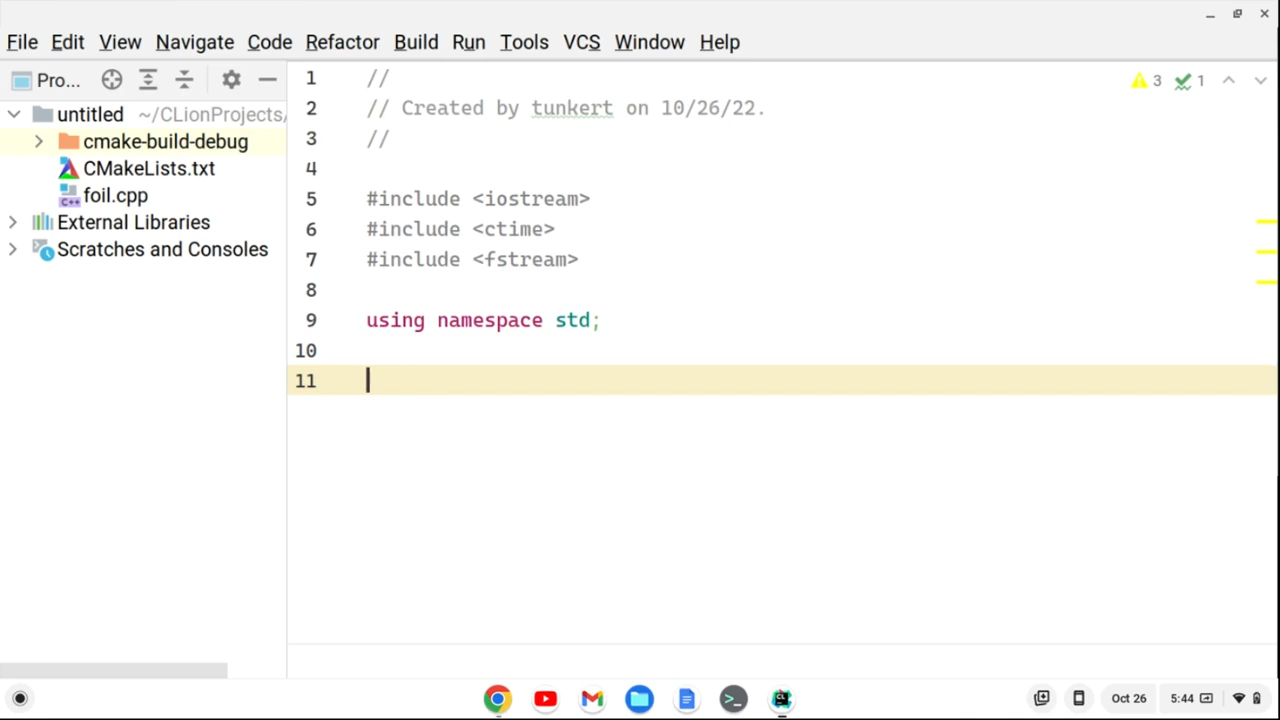 File Edit View Navigate Code Refactor Build Run Tools VCS Window Help
Pro...
untitled ~/CLionProjects/
cmake-build-debug
CMakeLists.txt
C++ foil.cpp
External Libraries
Scratches and Consoles
1 //
2 // Created by tunkert on 10/26/22.
3 //
4
5 #include <iostream>
6 #include <ctime>
7 #include <fstream>
8
9 using namespace std;
10
11
3 1
CL
Oct 26 5:44